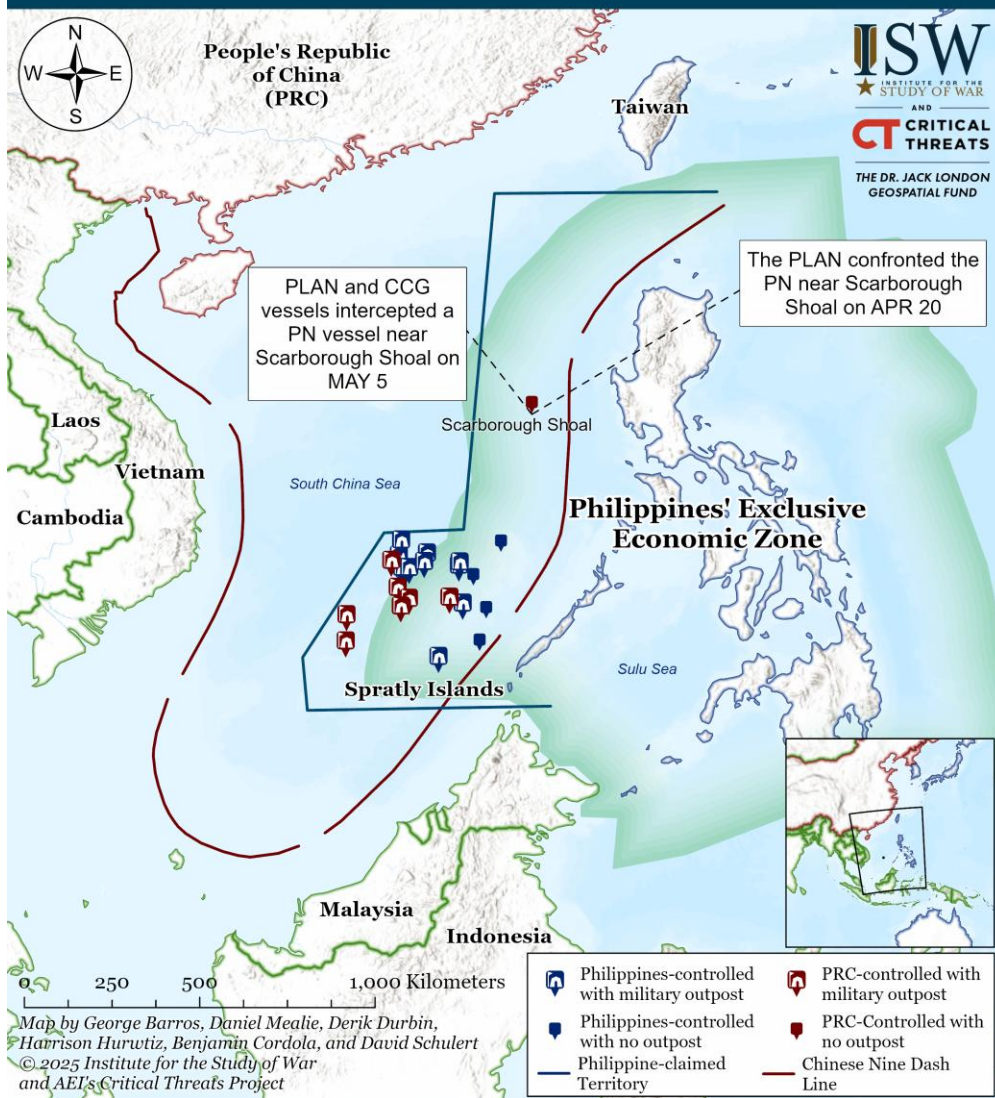 N
W E
S
People's Republic
of China
(PRC)
Taiwan
ISW
INSTITUTE FOR THE
STUDY OF WAR
AND
CT CRITICAL
THREATS
THE DR. JACK LONDON
GEOSPATIAL FUND
PLAN and CCG
vessels intercepted a
PN vessel near
Scarborough Shoal on
MAY 5
The PLAN confronted the
PN near Scarborough
Shoal on APR 20
Scarborough Shoal
Laos
Vietnam
Cambodia
South China Sea
Philippines' Exclusive
Economic Zone
Spratly Islands
Sulu Sea
Malaysia
Indonesia
0 250 500 1,000 Kilometers
Map by George Barros, Daniel Mealie, Derik Durbin,
Harrison Hurwtiz, Benjamin Cordola, and David Schulert
© 2025 Institute for the Study of War
and AEI's Critical Threats Project
Philippines-controlled
with military outpost
Philippines-controlled
with no outpost
Philippine-claimed
Territory
PRC-controlled with
military outpost
PRC-Controlled with
no outpost
Chinese Nine Dash
Line